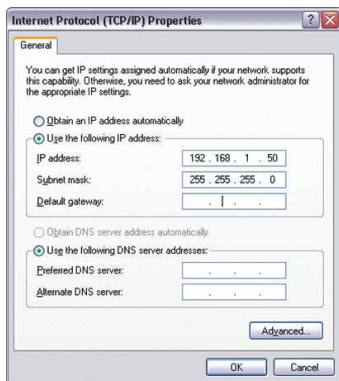 Internet Protocol (TCP/IP) Properties
General
You can get IP settings assigned automatically if your network supports
this capability. Otherwise, you need to ask your network administrator for
the appropriate IP settings.
Obtain an IP address automatically
Use the following IP address:
IP address: 192 . 168 . 1 . 50
Subnet mask: 255 . 255 . 255 . 0
Default gateway: . . .
Obtain DNS server address automatically
Use the following DNS server addresses:
Preferred DNS server: . . .
Alternate DNS server: . . .
Advanced...
OK Cancel